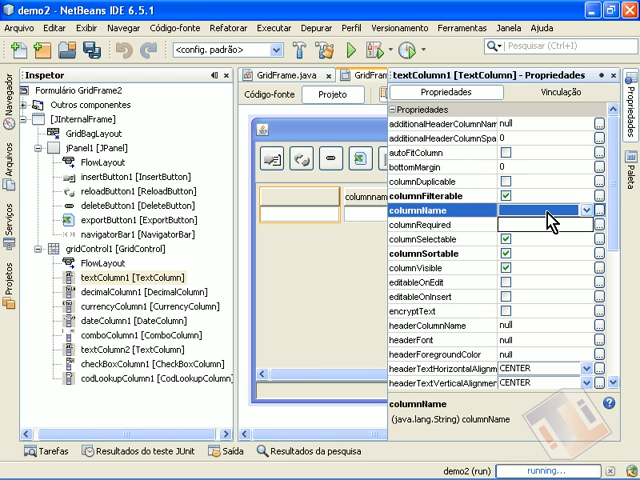 demo2 - NetBeans IDE 6.5.1
Arquivo Editar Exibir Navegar Código-fonte Refatorar Executar Depurar Perfil Versionamento Ferramentas Janela Ajuda
<config. padrão>
Pesquisar (Ctrl+I)
Navegador
Arquivos
Serviços
Projetos
Inspetor
Formulário GridFrame2
Outros componentes
[JInternalFrame]
GridBagLayout
jPanel1 [JPanel]
FlowLayout
insertButton1 [InsertButton]
reloadButton1 [ReloadButton]
deleteButton1 [DeleteButton]
exportButton1 [ExportButton]
navigatorBar1 [NavigatorBar]
gridControl1 [GridControl]
FlowLayout
textColumn1 [TextColumn]
decimalColumn1 [DecimalColumn]
currencyColumn1 [CurrencyColumn]
dateColumn1 [DateColumn]
comboColumn1 [ComboColumn]
textColumn2 [TextColumn]
checkBoxColumn1 [CheckBoxColumn]
codLookupColumn1 [CodLookupColumn]
GridFrame.java
GridFram
Código-fonte
Projeto
columnname
textColumn1 [TextColumn] - Propriedades
Propriedades
Vinculação
Propriedades
additionalHeaderColumnNam null
additionalHeaderColumnSpa 0
autoFitColumn
bottomMargin 0
columnDuplicable
columnFilterable
columnName
columnRequired
columnSelectable
columnSortable
columnVisible
editableOnEdit
editableOnInsert
encryptText
headerColumnName null
headerFont null
headerForegroundColor null
headerTextHorizontalAlignm CENTER
headerTextVerticalAlignmen CENTER
columnName
(java.lang.String) columnName
Propriedades
Paleta
Tarefas
Resultados do teste JUnit
Saída
Resultados da pesquisa
demo2 (run)
running...